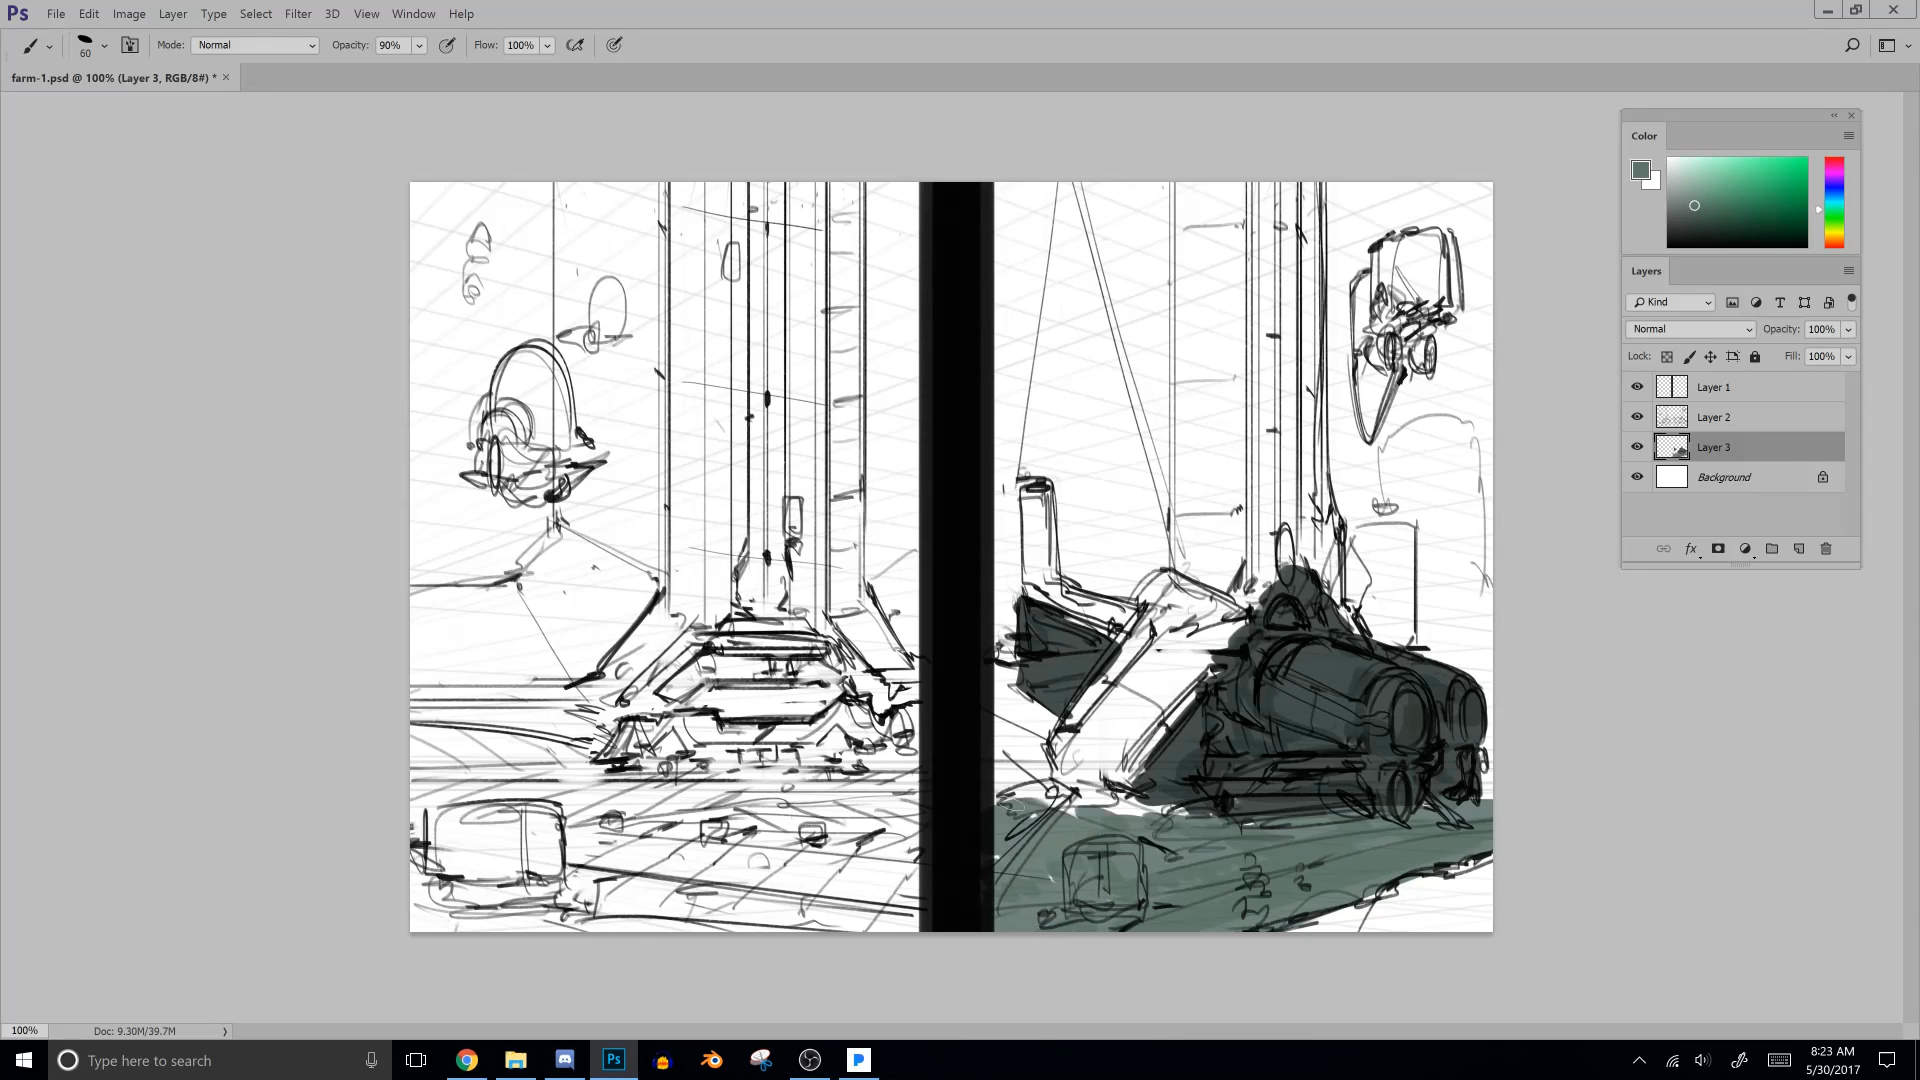 Ps File Edit Image Layer Type Select Filter 3D View Window Help
60 Mode: Normal Opacity: 90% Flow: 100%
farm-1.psd @ 100% (Layer 3, RGB/8#) * ×
Color
Layers
Kind
Normal Opacity: 100%
Lock: Fill: 100%
Layer 1
Layer 2
Layer 3
Background
fx
100% Doc: 9.30M/39.7M
Type here to search
Ps
P
8:23 AM
5/30/2017